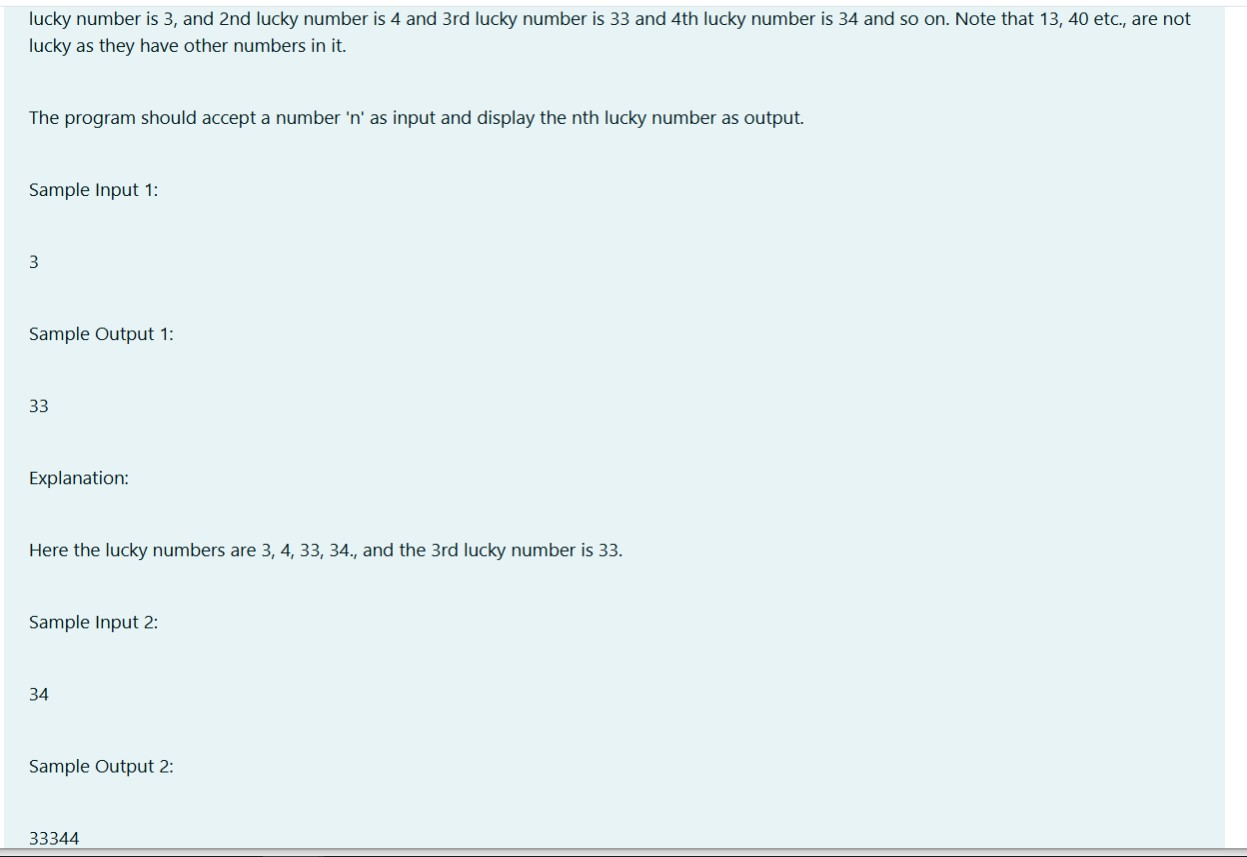 lucky number is 3, and 2nd lucky number is 4 and 3rd lucky number is 33 and 4th lucky number is 34 and so on. Note that 13, 40 etc., are not
lucky as they have other numbers in it.
The program should accept a number 'n' as input and display the nth lucky number as output.
Sample Input 1:
3
Sample Output 1:
33
Explanation:
Here the lucky numbers are 3, 4, 33, 34., and the 3rd lucky number is 33.
Sample Input 2:
34
Sample Output 2:
33344